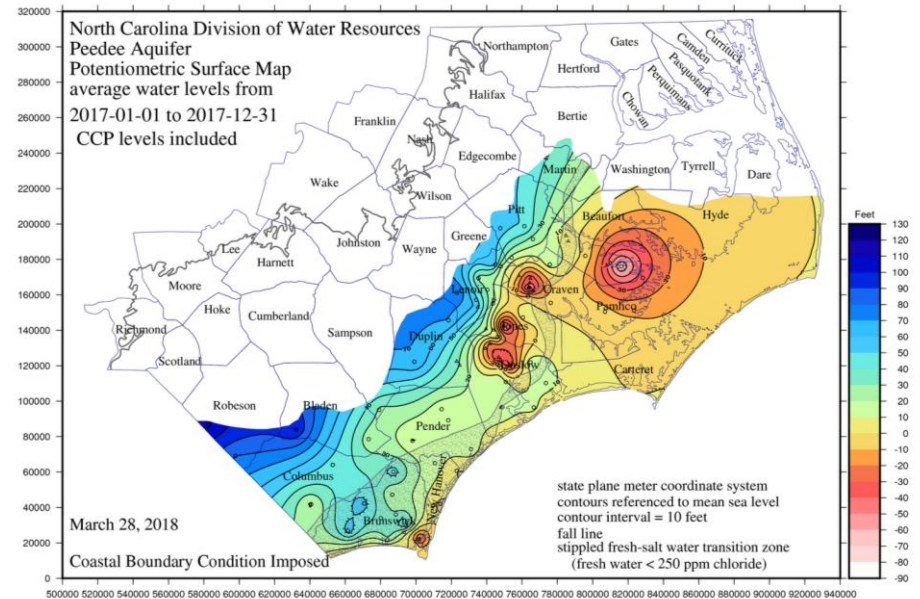 North Carolina Division of Water Resources
Peedee Aquifer
Potentiometric Surface Map
average water levels from
2017-01-01 to 2017-12-31
CCP levels included
Northampton
Gates
Camden
Currituck
Pasquotank
Perquimans
Chowan
Hertford
Halifax
Bertie
Franklin
Nash
Edgecombe
Martin
Washington
Tyrrell
Dare
Wake
Wilson
Pitt
Beaufort
Hyde
Johnston
Wayne
Greene
Lee
Harnett
Lenoir
Craven
Pamlico
Moore
Hoke
Cumberland
Sampson
Duplin
Jones
Richmond
Scotland
Onslow
Carteret
Robeson
Bladen
Pender
Columbus
New Hanover
Brunswick
March 28, 2018
Coastal Boundary Condition Imposed
state plane meter coordinate system
contours referenced to mean sea level
contour interval = 10 feet
fall line
stippled fresh-salt water transition zone
(fresh water < 250 ppm chloride)
Feet
130
120
110
100
90
80
70
60
50
40
30
20
10
0
-10
-20
-30
-40
-50
-60
-70
-80
-90
320000
300000
280000
260000
240000
220000
200000
180000
160000
140000
120000
100000
80000
60000
40000
20000
0
500000 520000 540000 560000 580000 600000 620000 640000 660000 680000 700000 720000 740000 760000 780000 800000 820000 840000 860000 880000 900000 920000 940000